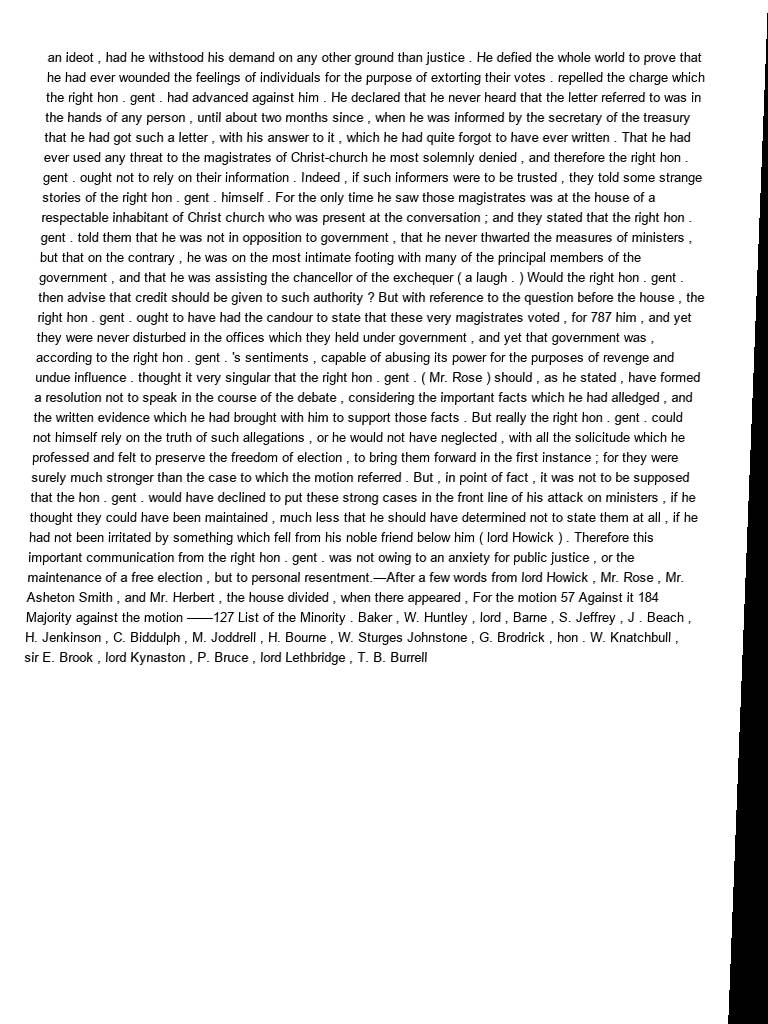 an ideot , had he withstood his demand on any other ground than justice . He defied the whole world to prove that
he had ever wounded the feelings of individuals for the purpose of extorting their votes . repelled the charge which
the right hon . gent . had advanced against him . He declared that he never heard that the letter referred to was in
the hands of any person , until about two months since , when he was informed by the secretary of the treasury
that he had got such a letter , with his answer to it , which he had quite forgot to have ever written . That he had
ever used any threat to the magistrates of Christ-church he most solemnly denied , and therefore the right hon .
gent . ought not to rely on their information . Indeed , if such informers were to be trusted , they told some strange
stories of the right hon . gent . himself . For the only time he saw those magistrates was at the house of a
respectable inhabitant of Christ church who was present at the conversation ; and they stated that the right hon .
gent . told them that he was not in opposition to government , that he never thwarted the measures of ministers ,
but that on the contrary , he was on the most intimate footing with many of the principal members of the
government , and that he was assisting the chancellor of the exchequer ( a laugh . ) Would the right hon . gent .
then advise that credit should be given to such authority ? But with reference to the question before the house , the
right hon . gent . ought to have had the candour to state that these very magistrates voted , for 787 him , and yet
they were never disturbed in the offices which they held under government , and yet that government was ,
according to the right hon . gent . 's sentiments , capable of abusing its power for the purposes of revenge and
undue influence . thought it very singular that the right hon . gent . ( Mr. Rose ) should , as he stated , have formed
a resolution not to speak in the course of the debate , considering the important facts which he had alledged , and
the written evidence which he had brought with him to support those facts . But really the right hon . gent . could
not himself rely on the truth of such allegations , or he would not have neglected , with all the solicitude which he
professed and felt to preserve the freedom of election , to bring them forward in the first instance ; for they were
surely much stronger than the case to which the motion referred . But , in point of fact , it was not to be supposed
that the hon . gent . would have declined to put these strong cases in the front line of his attack on ministers , if he
thought they could have been maintained , much less that he should have determined not to state them at all , if he
had not been irritated by something which fell from his noble friend below him ( lord Howick ) . Therefore this
important communication from the right hon . gent . was not owing to an anxiety for public justice , or the
maintenance of a free election , but to personal resentment.—After a few words from lord Howick , Mr. Rose , Mr.
Asheton Smith , and Mr. Herbert , the house divided , when there appeared , For the motion 57 Against it 184
Majority against the motion ——127 List of the Minority . Baker , W. Huntley , lord , Barne , S. Jeffrey , J . Beach ,
H. Jenkinson , C. Biddulph , M. Joddrell , H. Bourne , W. Sturges Johnstone , G. Brodrick , hon . W. Knatchbull ,
sir E. Brook , lord Kynaston , P. Bruce , lord Lethbridge , T. B. Burrell